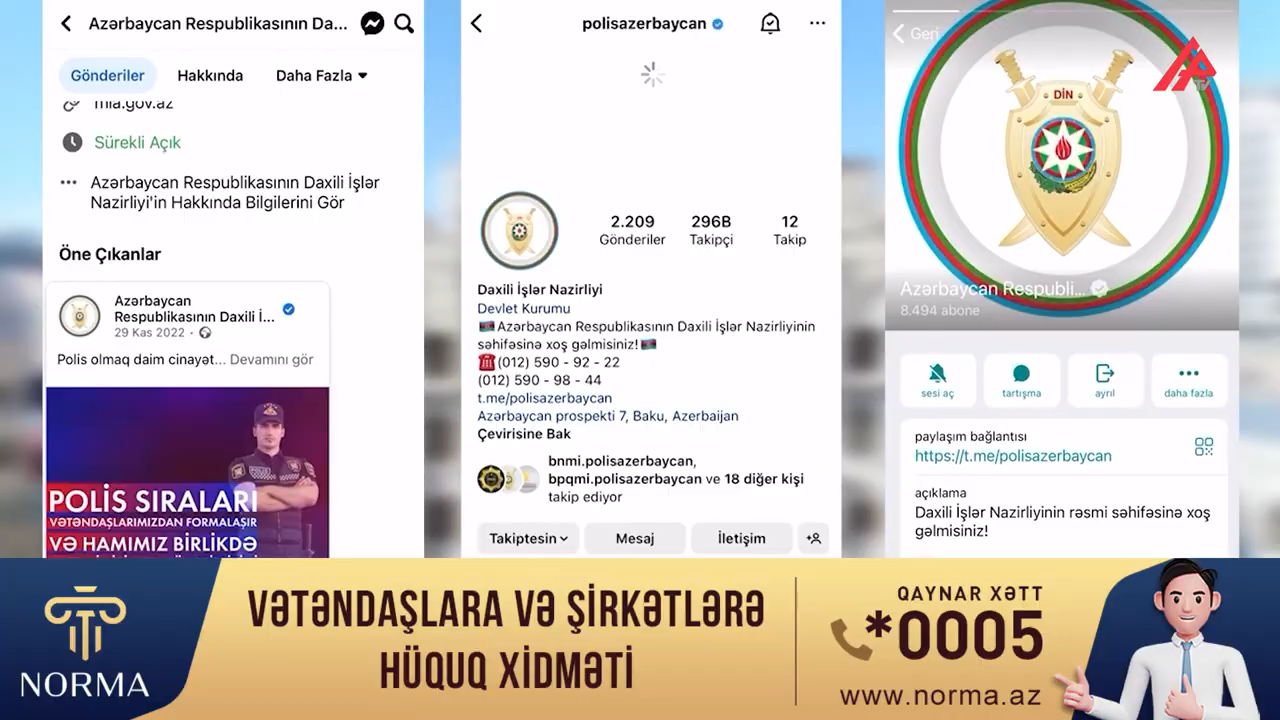 Azərbaycan Respublikasının Da...
Gönderiler
Hakkında
Daha Fazla
mia.gov.az
Sürekli Açık
Azərbaycan Respublikasının Daxili İşlər
Nazirliyi'in Hakkında Bilgilerini Gör
Öne Çıkanlar
Azərbaycan
Respublikasının Daxili İ...
29 Kas 2022
Polis olmaq daim cinayət... Devamını gör
POLİS SIRALARI
VƏTƏNDAŞLARIMIZDAN FORMALAŞIR
VƏ HAMIMIZ BİRLİKDƏ
polisazerbaycan
2.209
Gönderiler
296B
Takipçi
12
Takip
Daxili İşlər Nazirliyi
Devlet Kurumu
Azərbaycan Respublikasının Daxili İşlər Nazirliyinin
səhifəsinə xoş gəlmisiniz!
(012) 590 - 92 - 22
(012) 590 - 98 - 44
t.me/polisazerbaycan
Azərbaycan prospekti 7, Baku, Azerbaijan
Çevirisine Bak
bnmi.polisazerbaycan,
bpqmi.polisazerbaycan ve 18 diğer kişi
takip ediyor
Takiptesin
Mesaj
İletişim
Geri
TV
DİN
Azərbaycan Respubli...
8.494 abone
sesi aç
tartışma
ayrıl
daha fazla
paylaşım bağlantısı
https://t.me/polisazerbaycan
açıklama
Daxili İşlər Nazirliyinin rəsmi səhifəsinə xoş
gəlmisiniz!
NORMA
VƏTƏNDAŞLARA VƏ ŞİRKƏTLƏRƏ
HÜQUQ XİDMƏTİ
QAYNAR XƏTT
*0005
www.norma.az